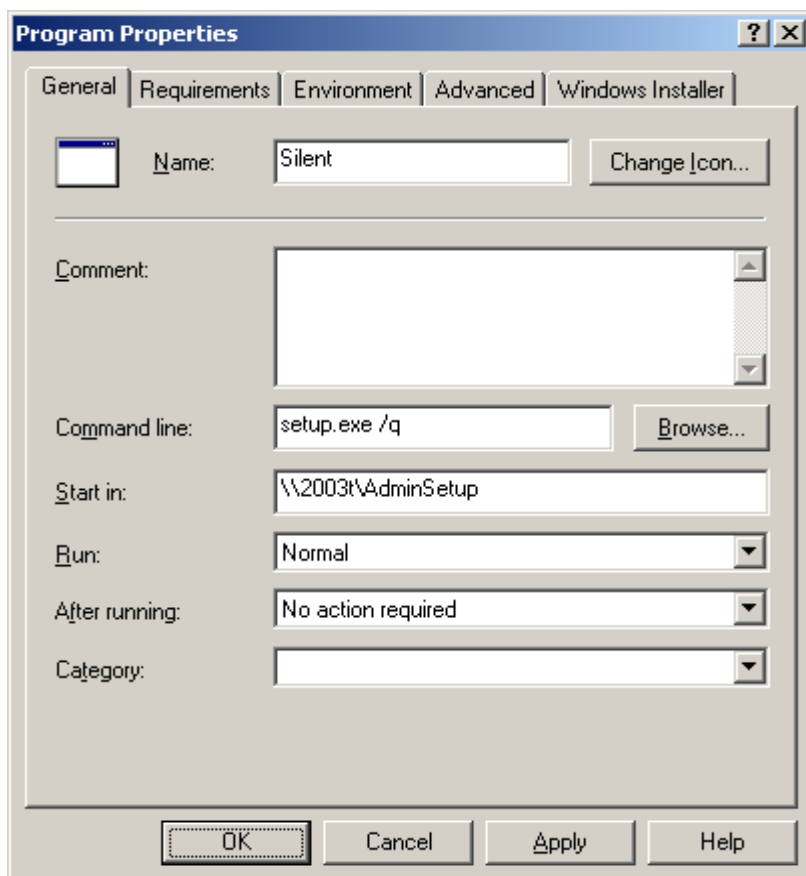 Program Properties
General Requirements Environment Advanced Windows Installer
Name: Silent Change Icon...
Comment:
Command line: setup.exe /q Browse...
Start in: \\2003t\AdminSetup
Run: Normal
After running: No action required
Category:
OK Cancel Apply Help